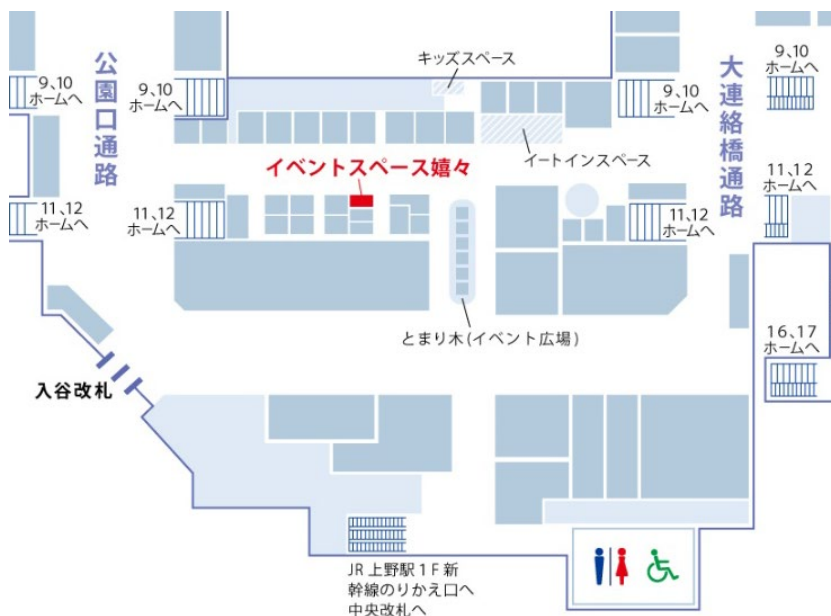 9、10
ホームへ
公園口通路
9、10
ホームへ
キッズスペース
9、10
ホームへ
大連絡橋通路
9、10
ホームへ
イベントスペース嬉々
イートインスペース
11、12
ホームへ
11、12
ホームへ
11、12
ホームへ
11、12
ホームへ
とまり木(イベント広場)
16、17
ホームへ
入谷改札
JR 上野駅 1 F 新
幹線のりかえ口へ
中央改札へ